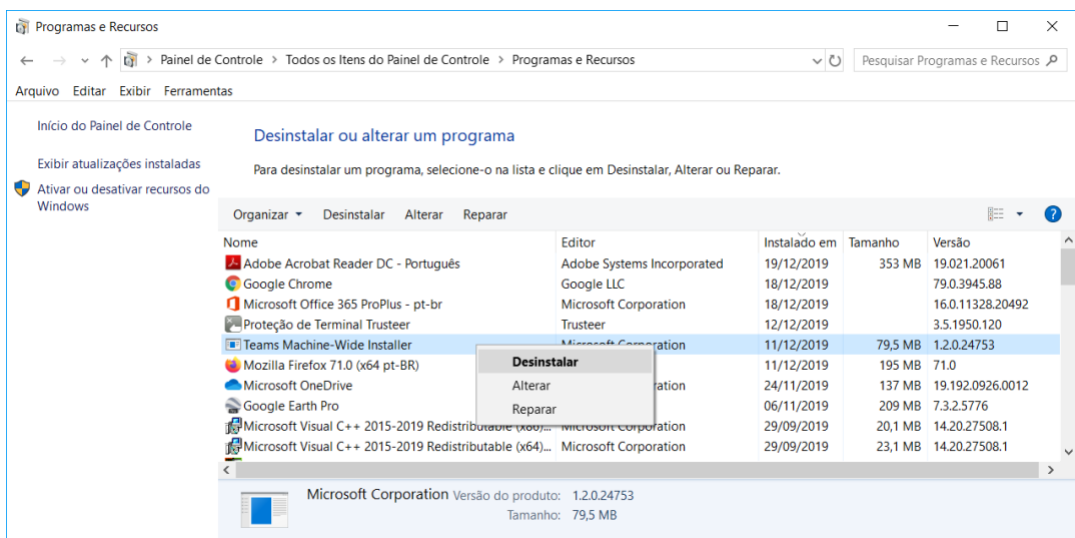 Programas e Recursos
Painel de Controle > Todos os Itens do Painel de Controle > Programas e Recursos
Pesquisar Programas e Recursos
Arquivo Editar Exibir Ferramentas
Início do Painel de Controle
Exibir atualizações instaladas
Ativar ou desativar recursos do
Windows
Desinstalar ou alterar um programa
Para desinstalar um programa, selecione-o na lista e clique em Desinstalar, Alterar ou Reparar.
Organizar Desinstalar Alterar Reparar
Nome Editor Instalado em Tamanho Versão
Adobe Acrobat Reader DC - Português Adobe Systems Incorporated 19/12/2019 353 MB 19.021.20061
Google Chrome Google LLC 18/12/2019 79.0.3945.88
Microsoft Office 365 ProPlus - pt-br Microsoft Corporation 18/12/2019 16.0.11328.20492
Proteção de Terminal Trusteer Trusteer 12/12/2019 3.5.1950.120
Teams Machine-Wide Installer Microsoft Corporation 11/12/2019 79,5 MB 1.2.0.24753
Mozilla Firefox 71.0 (x64 pt-BR) 11/12/2019 195 MB 71.0
Microsoft OneDrive ration 24/11/2019 137 MB 19.192.0926.0012
Google Earth Pro 06/11/2019 209 MB 7.3.2.5776
Microsoft Visual C++ 2015-2019 Redistributable (x86)... Microsoft Corporation 29/09/2019 20,1 MB 14.20.27508.1
Microsoft Visual C++ 2015-2019 Redistributable (x64)... Microsoft Corporation 29/09/2019 23,1 MB 14.20.27508.1
Desinstalar
Alterar
Reparar
Microsoft Corporation Versão do produto: 1.2.0.24753
Tamanho: 79,5 MB